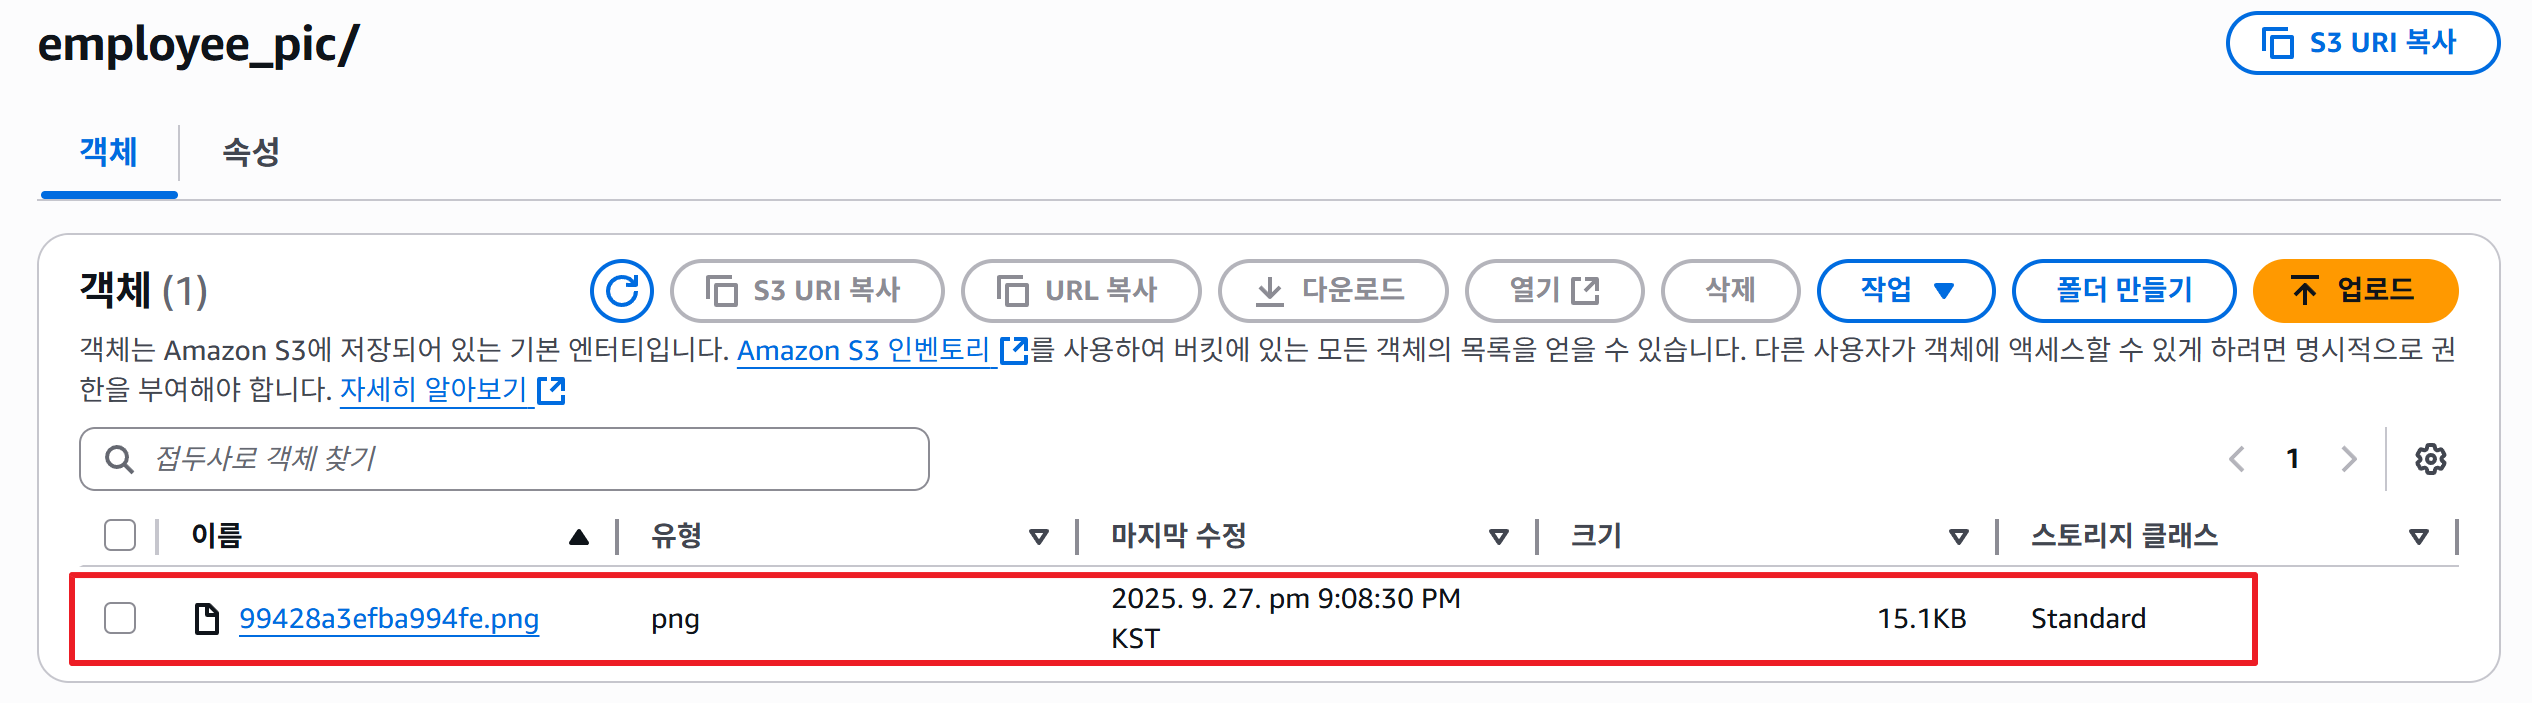 employee_pic/
S3 URI 복사
객체
속성
객체 (1)
S3 URI 복사
URL 복사
다운로드
열기
삭제
작업
폴더 만들기
업로드
객체는 Amazon S3에 저장되어 있는 기본 엔터티입니다. Amazon S3 인벤토리를 사용하여 버킷에 있는 모든 객체의 목록을 얻을 수 있습니다. 다른 사용자가 객체에 액세스할 수 있게 하려면 명시적으로 권
한을 부여해야 합니다. 자세히 알아보기
접두사로 객체 찾기
1
이름
유형
마지막 수정
크기
스토리지 클래스
99428a3efba994fe.png
png
2025. 9. 27. pm 9:08:30 PM
KST
15.1KB
Standard